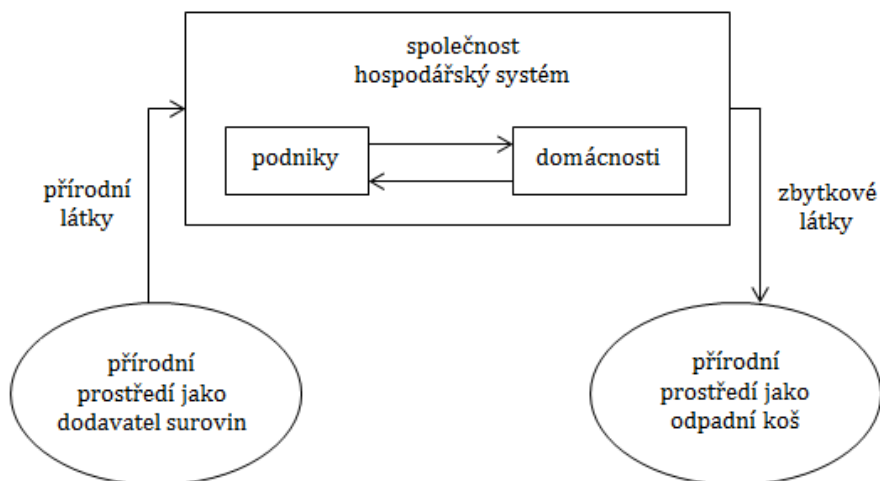 společnost
hospodářský systém
podniky
domácnosti
přírodní
látky
zbytkové
látky
přírodní
prostředí jako
dodavatel surovin
přírodní
prostředí jako
odpadní koš